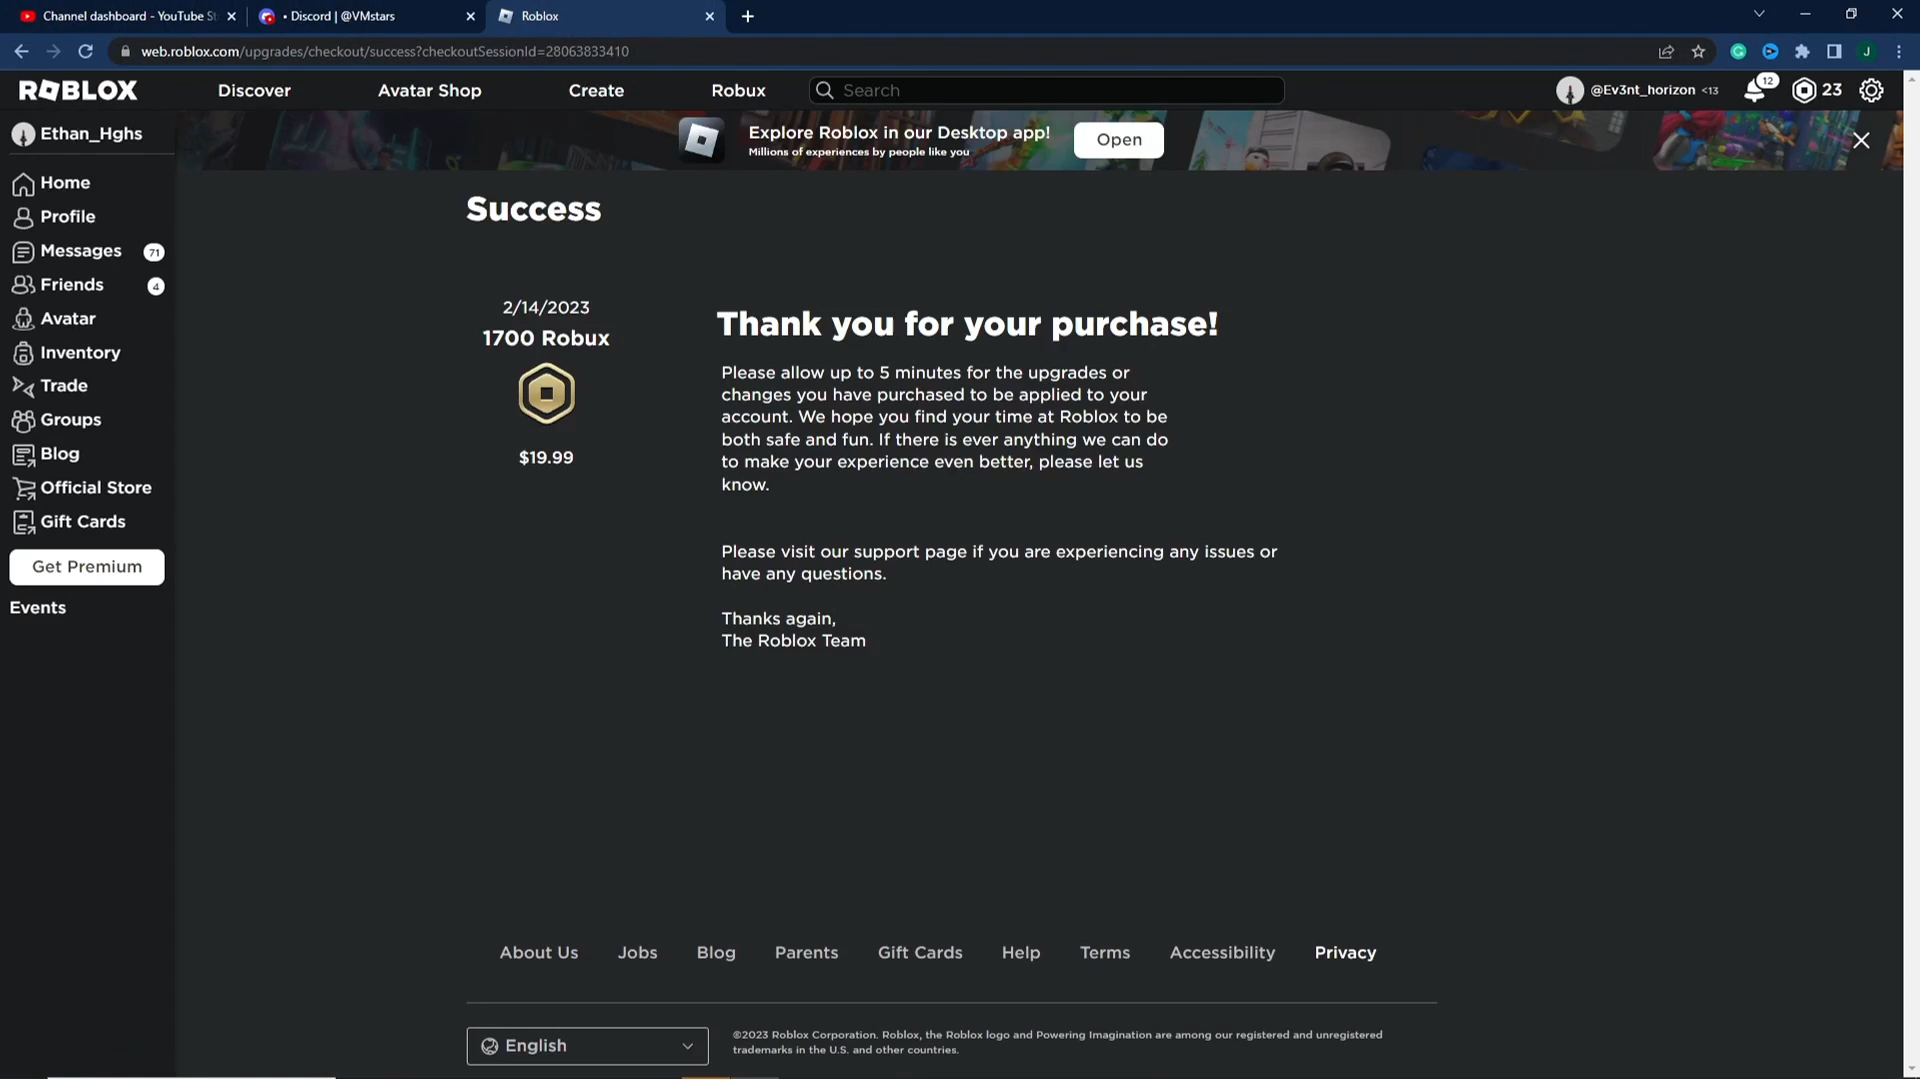 Channel dashboard - YouTube St
• Discord | @VMstars
Roblox
web.roblox.com/upgrades/checkout/success?checkoutSessionId=28063833410
J
ROBLOX
Discover
Avatar Shop
Create
Robux
Search
@Ev3nt_horizon <13
12
23
Ethan_Hghs
Explore Roblox in our Desktop app!
Millions of experiences by people like you
Open
Home
Profile
Messages 71
Friends 4
Avatar
Inventory
Trade
Groups
Blog
Official Store
Gift Cards
Get Premium
Events
Success
2/14/2023
1700 Robux
$19.99
Thank you for your purchase!
Please allow up to 5 minutes for the upgrades or
changes you have purchased to be applied to your
account. We hope you find your time at Roblox to be
both safe and fun. If there is ever anything we can do
to make your experience even better, please let us
know.
Please visit our support page if you are experiencing any issues or
have any questions.
Thanks again,
The Roblox Team
About Us
Jobs
Blog
Parents
Gift Cards
Help
Terms
Accessibility
Privacy
English
©2023 Roblox Corporation. Roblox, the Roblox logo and Powering Imagination are among our registered and unregistered
trademarks in the U.S. and other countries.